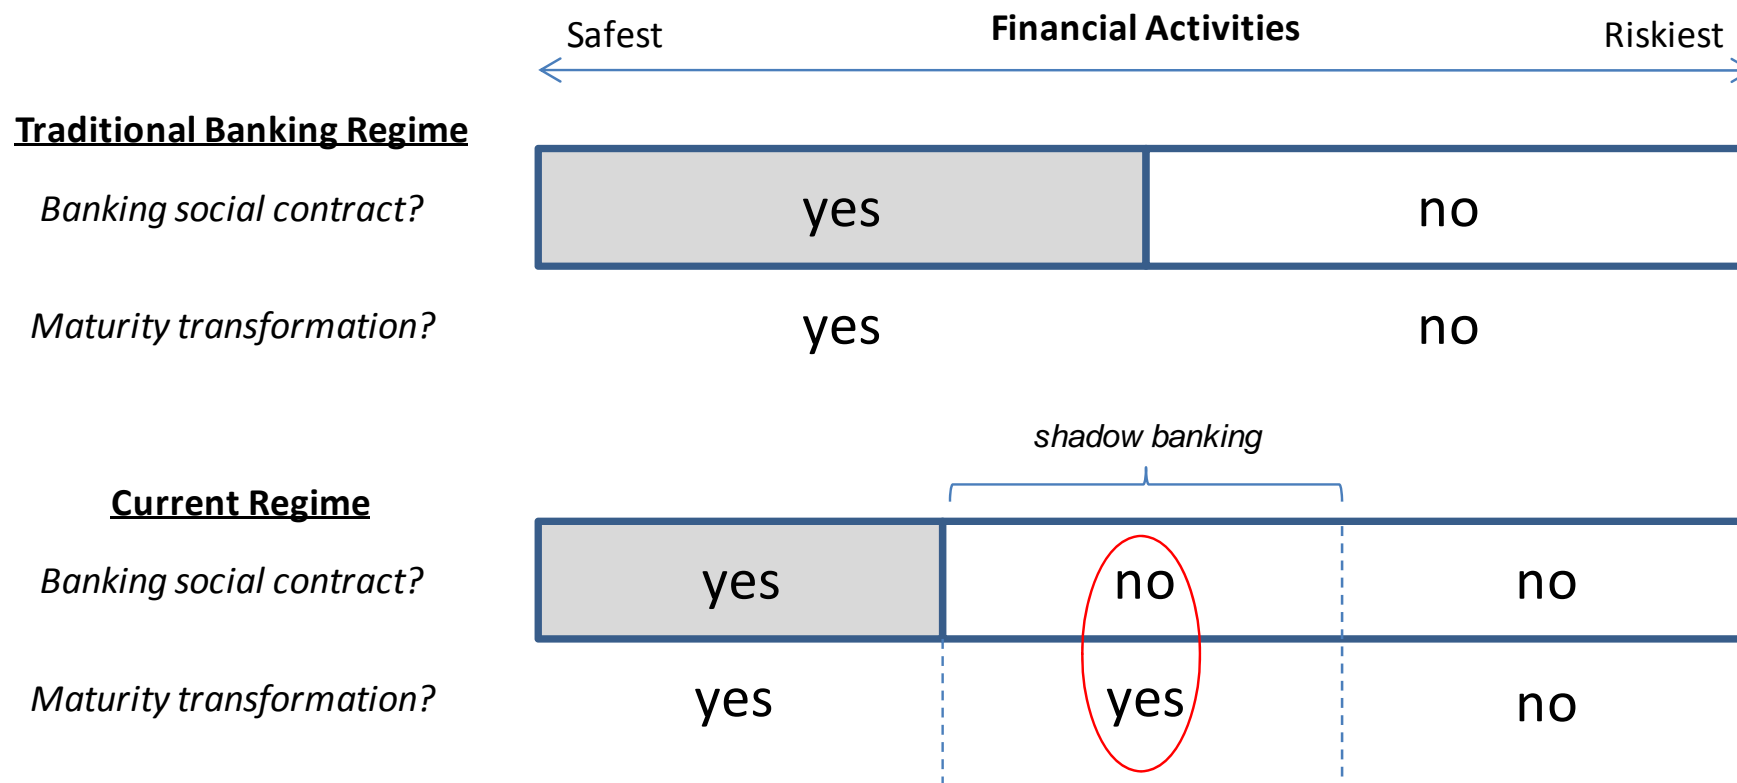 Financial Activities
Safest Riskiest
Traditional Banking Regime
Banking social contract? yes no
Maturity transformation? yes no
shadow banking
Current Regime
Banking social contract? yes no no
Maturity transformation? yes yes no